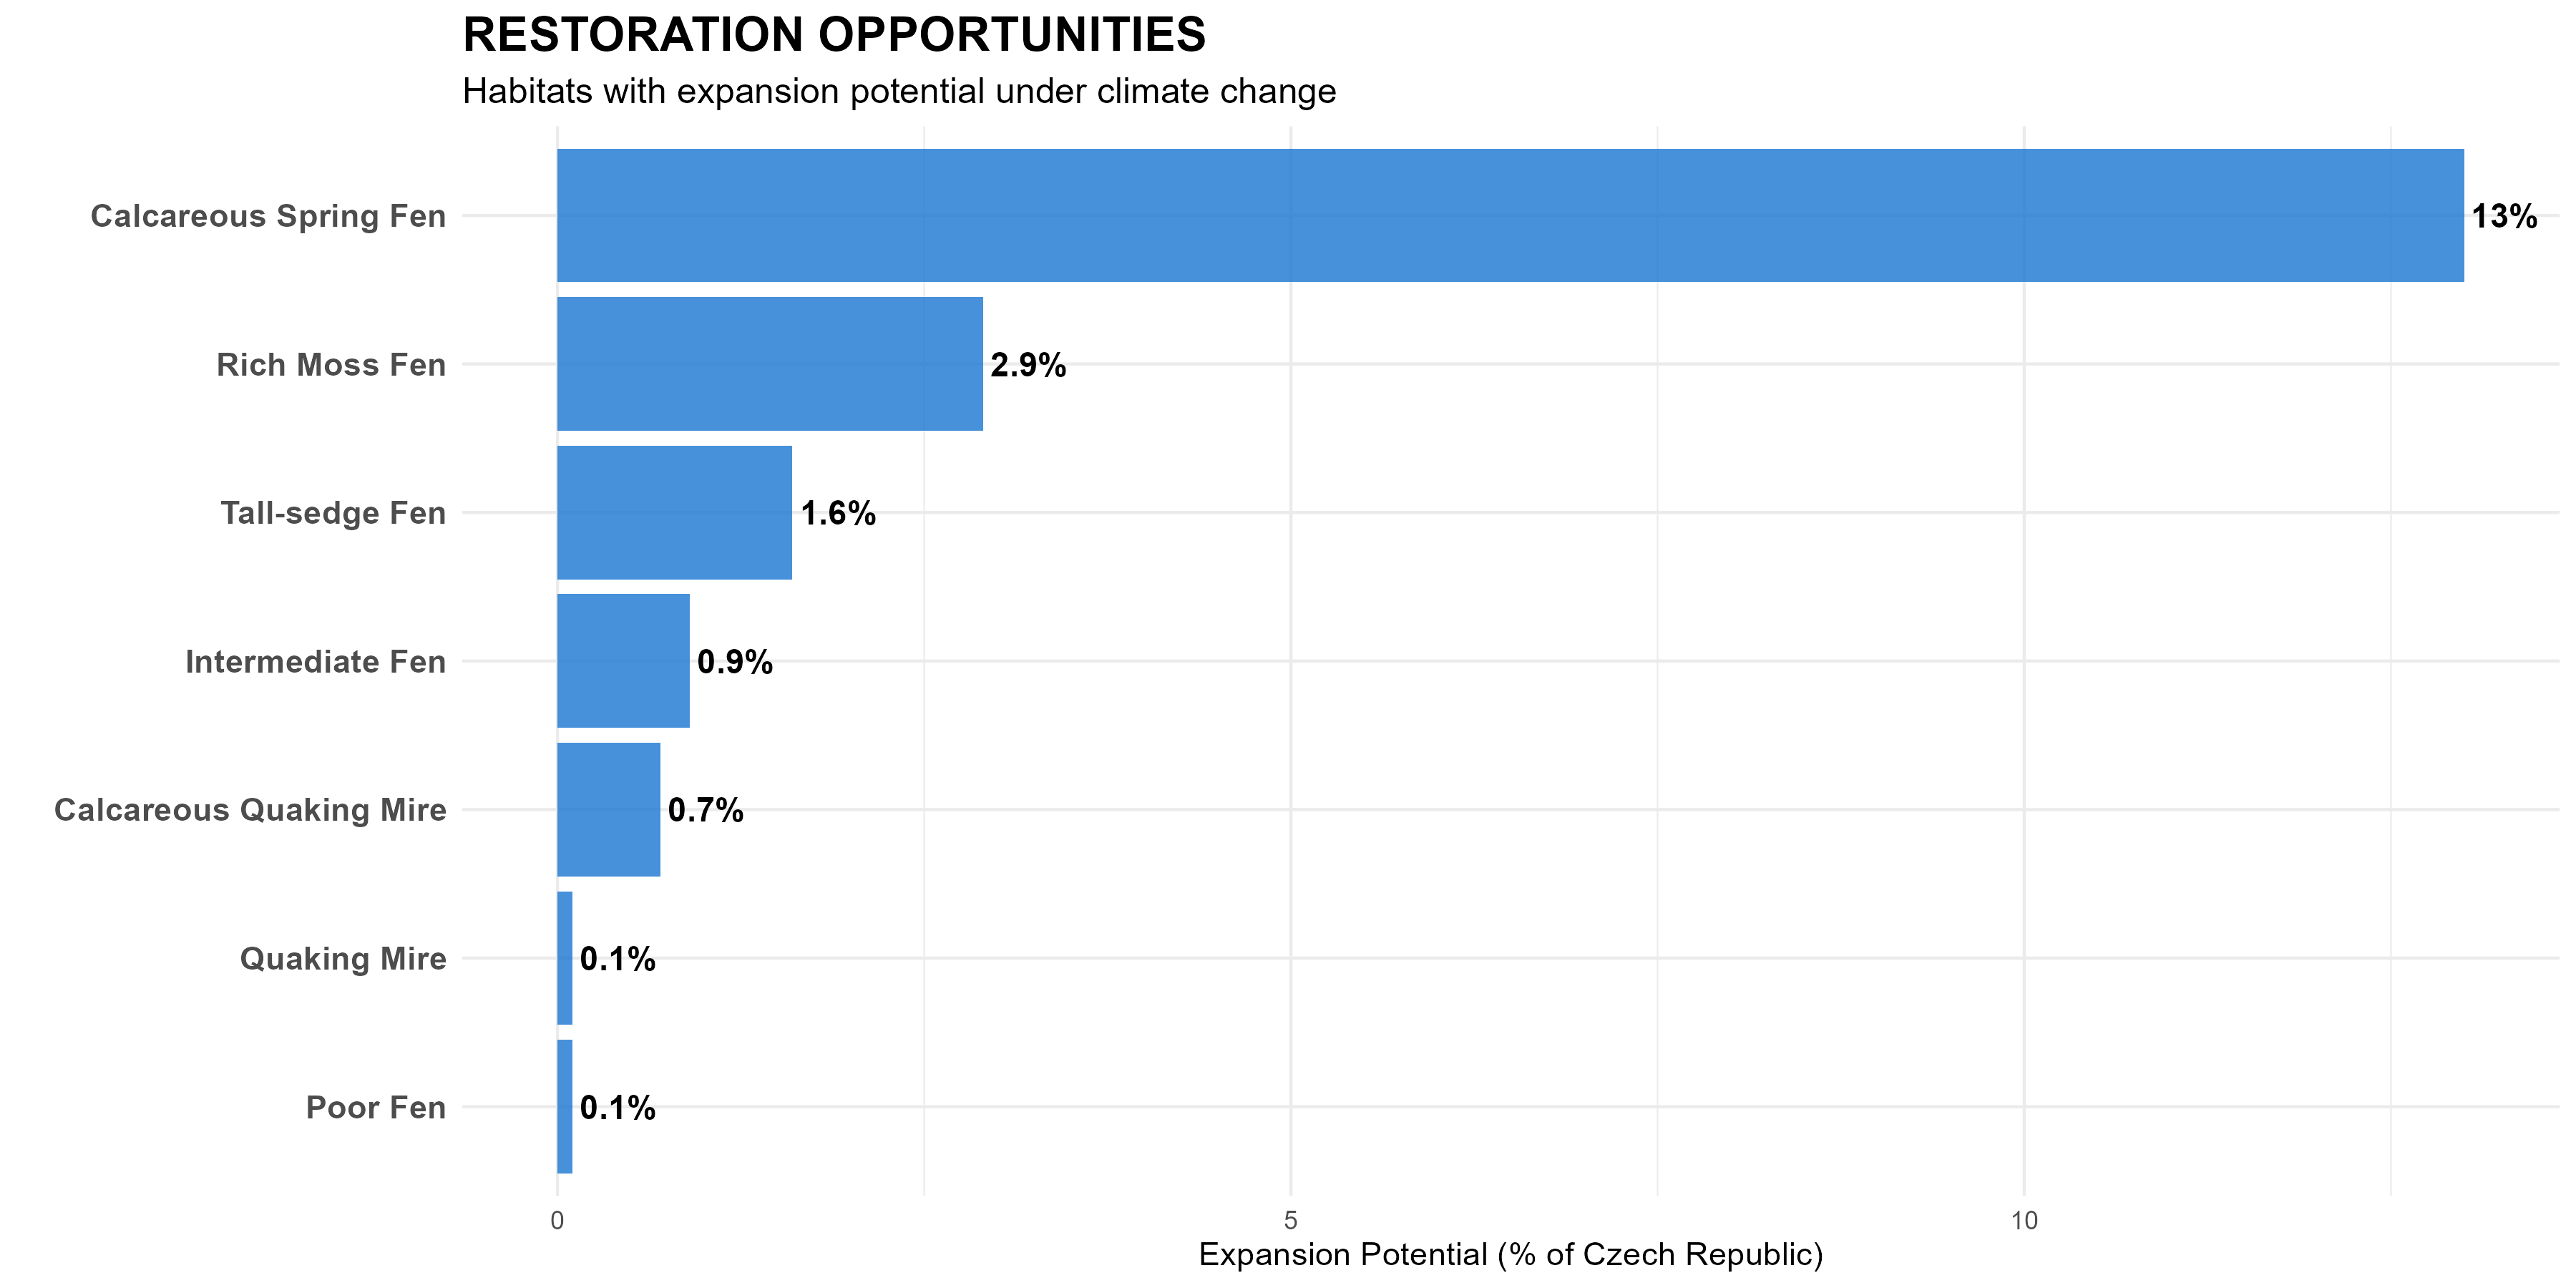 RESTORATION OPPORTUNITIES
Habitats with expansion potential under climate change
Calcareous Spring Fen
13%
Rich Moss Fen
2.9%
Tall-sedge Fen
1.6%
Intermediate Fen
0.9%
Calcareous Quaking Mire
0.7%
Quaking Mire
0.1%
Poor Fen
0.1%
0 5 10
Expansion Potential (% of Czech Republic)